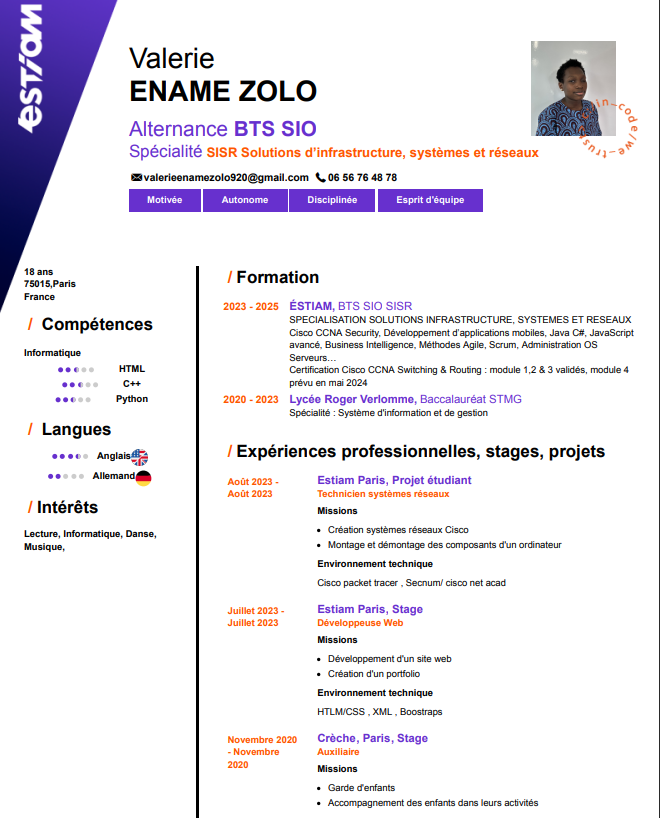 ESTIAM
Valerie
ENAME ZOLO
Alternance BTS SIO
Spécialité SISR Solutions d'infrastructure, systèmes et réseaux
valerieenamezolo920@gmail.com 06 56 76 48 78
Motivée Autonome Disciplinée Esprit d'équipe
in-code/we_trust
18 ans
75015,Paris
France
/ Compétences
Informatique
HTML
C++
Python
/ Langues
Anglais
Allemand
/ Intérêts
Lecture, Informatique, Danse,
Musique,
/ Formation
2023 - 2025 ÉSTIAM, BTS SIO SISR
SPECIALISATION SOLUTIONS INFRASTRUCTURE, SYSTEMES ET RESEAUX
Cisco CCNA Security, Développement d'applications mobiles, Java C#, JavaScript
avancé, Business Intelligence, Méthodes Agile, Scrum, Administration OS
Serveurs…
Certification Cisco CCNA Switching & Routing : module 1,2 & 3 validés, module 4
prévu en mai 2024
2020 - 2023 Lycée Roger Verlomme, Baccalauréat STMG
Spécialité : Système d'information et de gestion
/ Expériences professionnelles, stages, projets
Août 2023 -
Août 2023
Estiam Paris, Projet étudiant
Technicien systèmes réseaux
Missions
• Création systèmes réseaux Cisco
• Montage et démontage des composants d'un ordinateur
Environnement technique
Cisco packet tracer , Secnum/ cisco net acad
Juillet 2023 -
Juillet 2023
Estiam Paris, Stage
Développeuse Web
Missions
• Développement d'un site web
• Création d'un portfolio
Environnement technique
HTLM/CSS , XML , Boostraps
Novembre 2020
- Novembre
2020
Crèche, Paris, Stage
Auxiliaire
Missions
• Garde d'enfants
• Accompagnement des enfants dans leurs activités